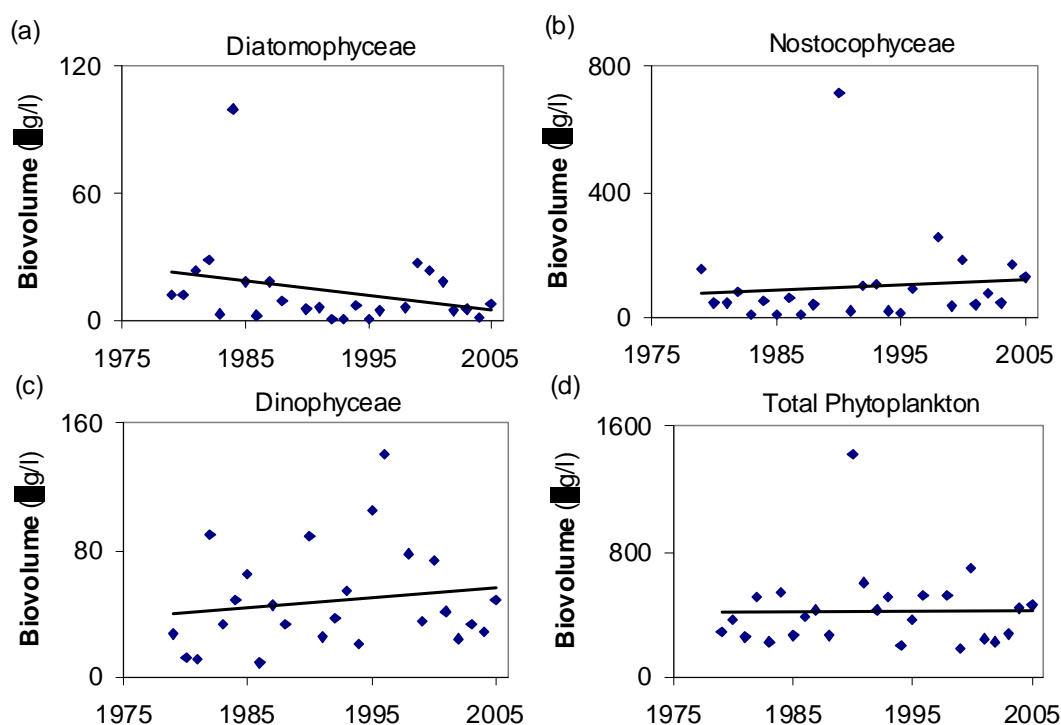 (a)
Diatomophyceae
120
60
0
1975 1985 1995 2005
Biovolume ( g/l)
(b)
Nostocophyceae
800
400
0
1975 1985 1995 2005
Biovolume ( g/l)
(c)
Dinophyceae
160
80
0
1975 1985 1995 2005
Biovolume ( g/l)
(d)
Total Phytoplankton
1600
800
0
1975 1985 1995 2005
Biovolume ( g/l)